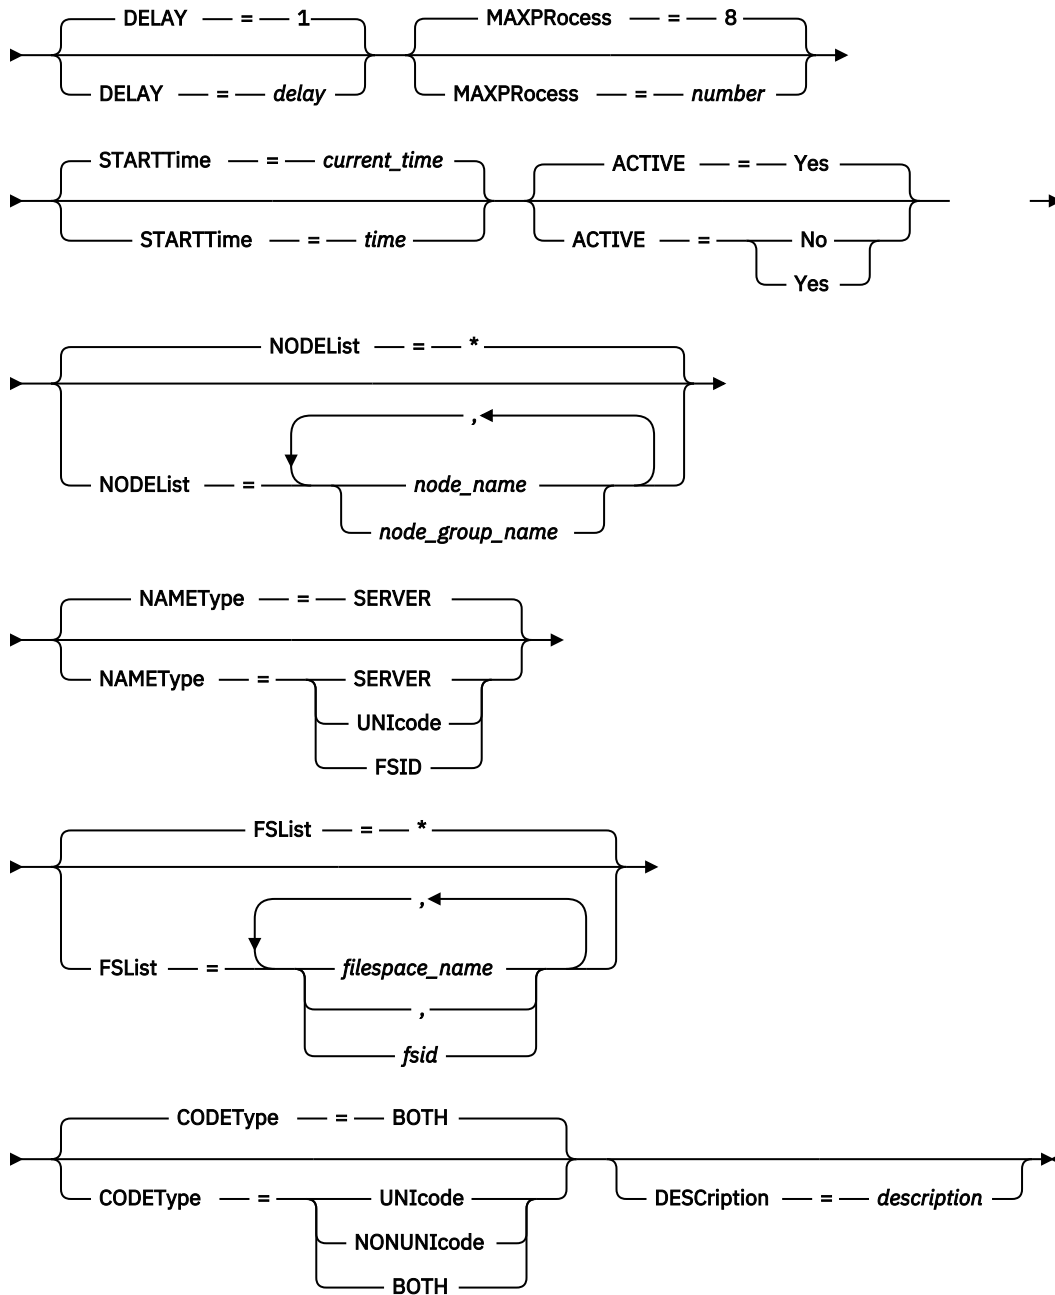 DELAY = 1 MAXPRocess = 8
DELAY = delay MAXPRocess = number
STARTTime = current_time ACTIVE = Yes
STARTTime = time ACTIVE = No
Yes
NODEList = *
,
NODEList = node_name
node_group_name
NAMEType = SERVER
NAMEType = SERVER
UNIcode
FSID
FSList = *
,
FSList = filespace_name
,
fsid
CODEType = BOTH
CODEType = UNIcode DESCription = description
NONUNIcode
BOTH